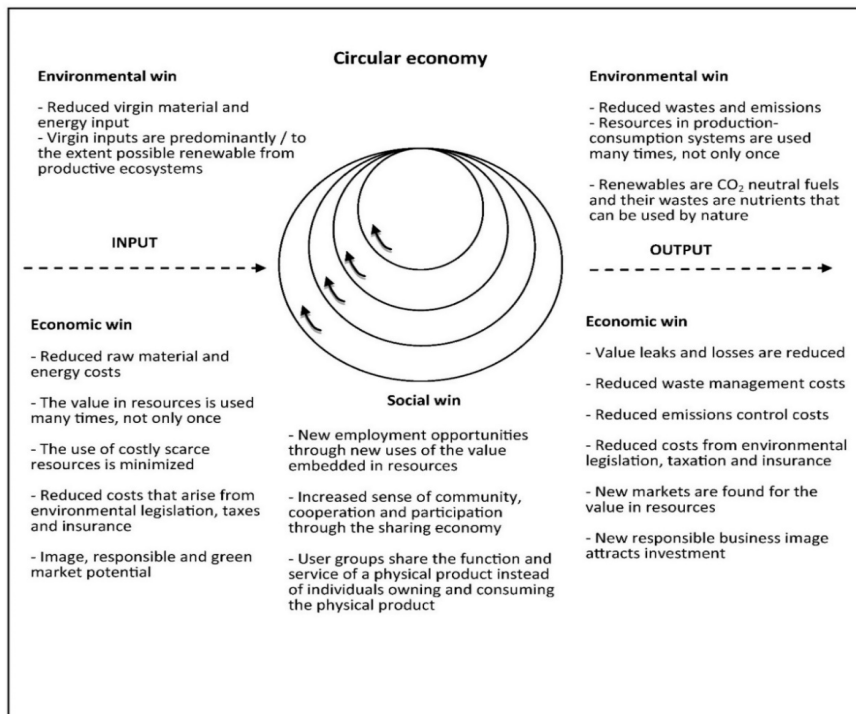 Circular economy
Environmental win
- Reduced virgin material and
energy input
- Virgin inputs are predominantly / to
the extent possible renewable from
productive ecosystems
INPUT
Economic win
- Reduced raw material and
energy costs
- The value in resources is used
many times, not only once
- The use of costly scarce
resources is minimized
- Reduced costs that arise from
environmental legislation, taxes
and insurance
- Image, responsible and green
market potential
Social win
- New employment opportunities
through new uses of the value
embedded in resources
- Increased sense of community,
cooperation and participation
through the sharing economy
- User groups share the function and
service of a physical product instead
of individuals owning and consuming
the physical product
Environmental win
- Reduced wastes and emissions
- Resources in production-
consumption systems are used
many times, not only once
- Renewables are CO₂ neutral fuels
and their wastes are nutrients that
can be used by nature
OUTPUT
Economic win
- Value leaks and losses are reduced
- Reduced waste management costs
- Reduced emissions control costs
- Reduced costs from environmental
legislation, taxation and insurance
- New markets are found for the
value in resources
- New responsible business image
attracts investment